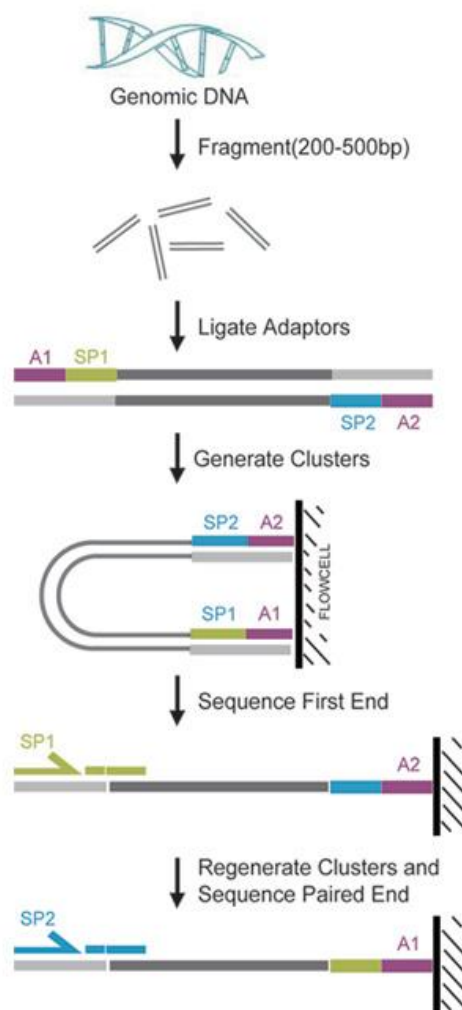 Genomic DNA
Fragment(200-500bp)
Ligate Adaptors
A1 SP1
SP2 A2
Generate Clusters
SP2 A2
FLOWCELL
SP1 A1
Sequence First End
SP1
A2
Regenerate Clusters and
Sequence Paired End
SP2
A1